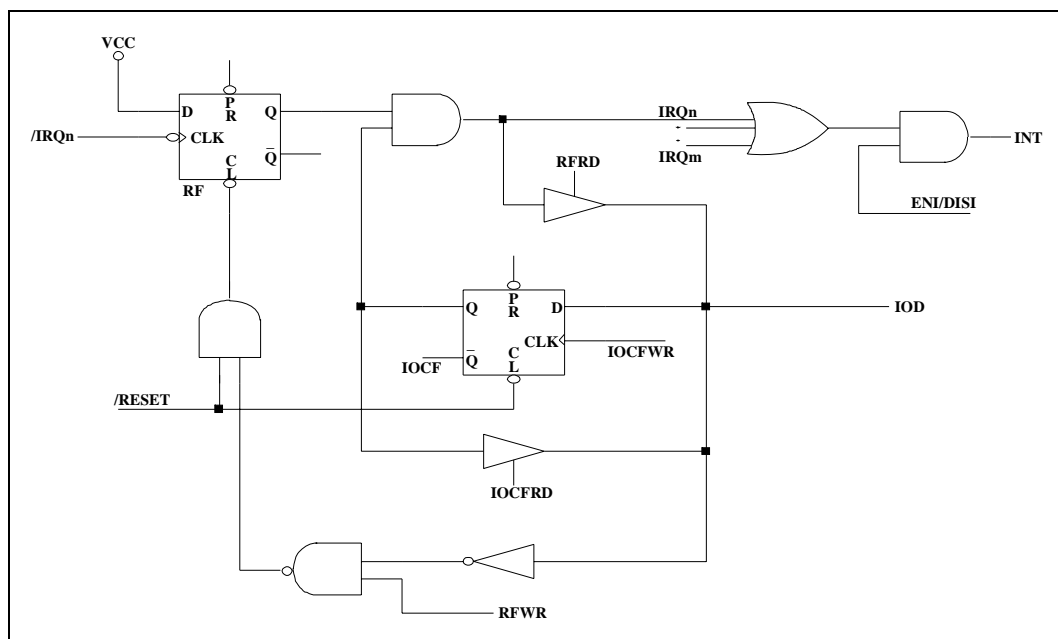 VCC
D
P
R
Q
/IRQn
CLK
C
L
Q
RF
IRQn
IRQm
RFRD
INT
ENI/DISI
Q
P
R
D
IOD
CLK
IOCFWR
IOCF
Q
C
L
/RESET
IOCFRD
RFWR